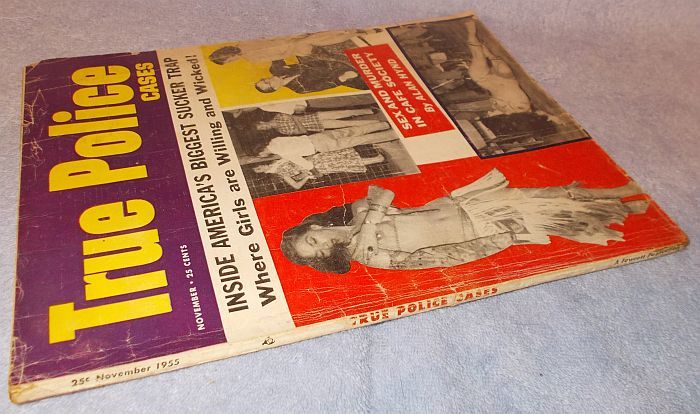 True Police
CASES
NOVEMBER • 25 CENTS
INSIDE AMERICA'S BIGGEST SUCKER TRAP
Where Girls are Willing and Wicked!
SEX AND MURDER
IN CAFE SOCIETY
BY ALAN HYND
25c November 1955
TRUE POLICE CASES
A Fawcett